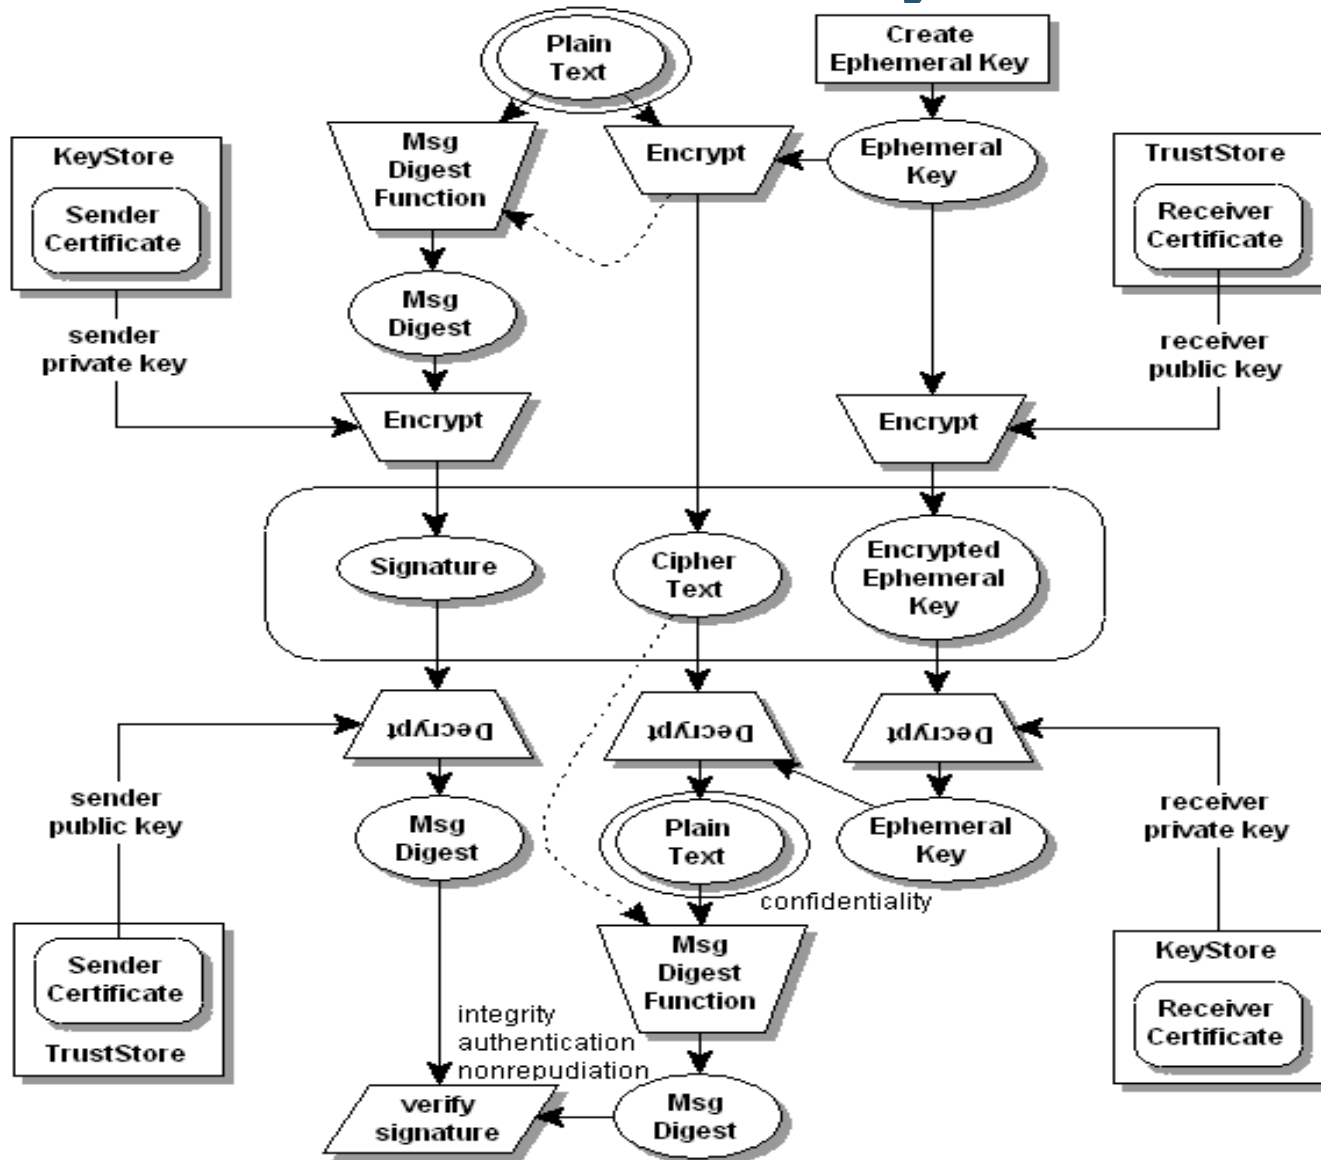 Plain
Text
Create
Ephemeral Key
Msg
Digest
Function
Encrypt
Ephemeral
Key
KeyStore
Sender
Certificate
TrustStore
Receiver
Certificate
Msg
Digest
sender
private key
receiver
public key
Encrypt
Encrypt
Signature
Cipher
Text
Encrypted
Ephemeral
Key
Decrypt
Decrypt
Decrypt
sender
public key
Msg
Digest
Plain
Text
Ephemeral
Key
receiver
private key
confidentiality
Sender
Certificate
TrustStore
Msg
Digest
Function
KeyStore
Receiver
Certificate
integrity
authentication
nonrepudiation
verify
signature
Msg
Digest